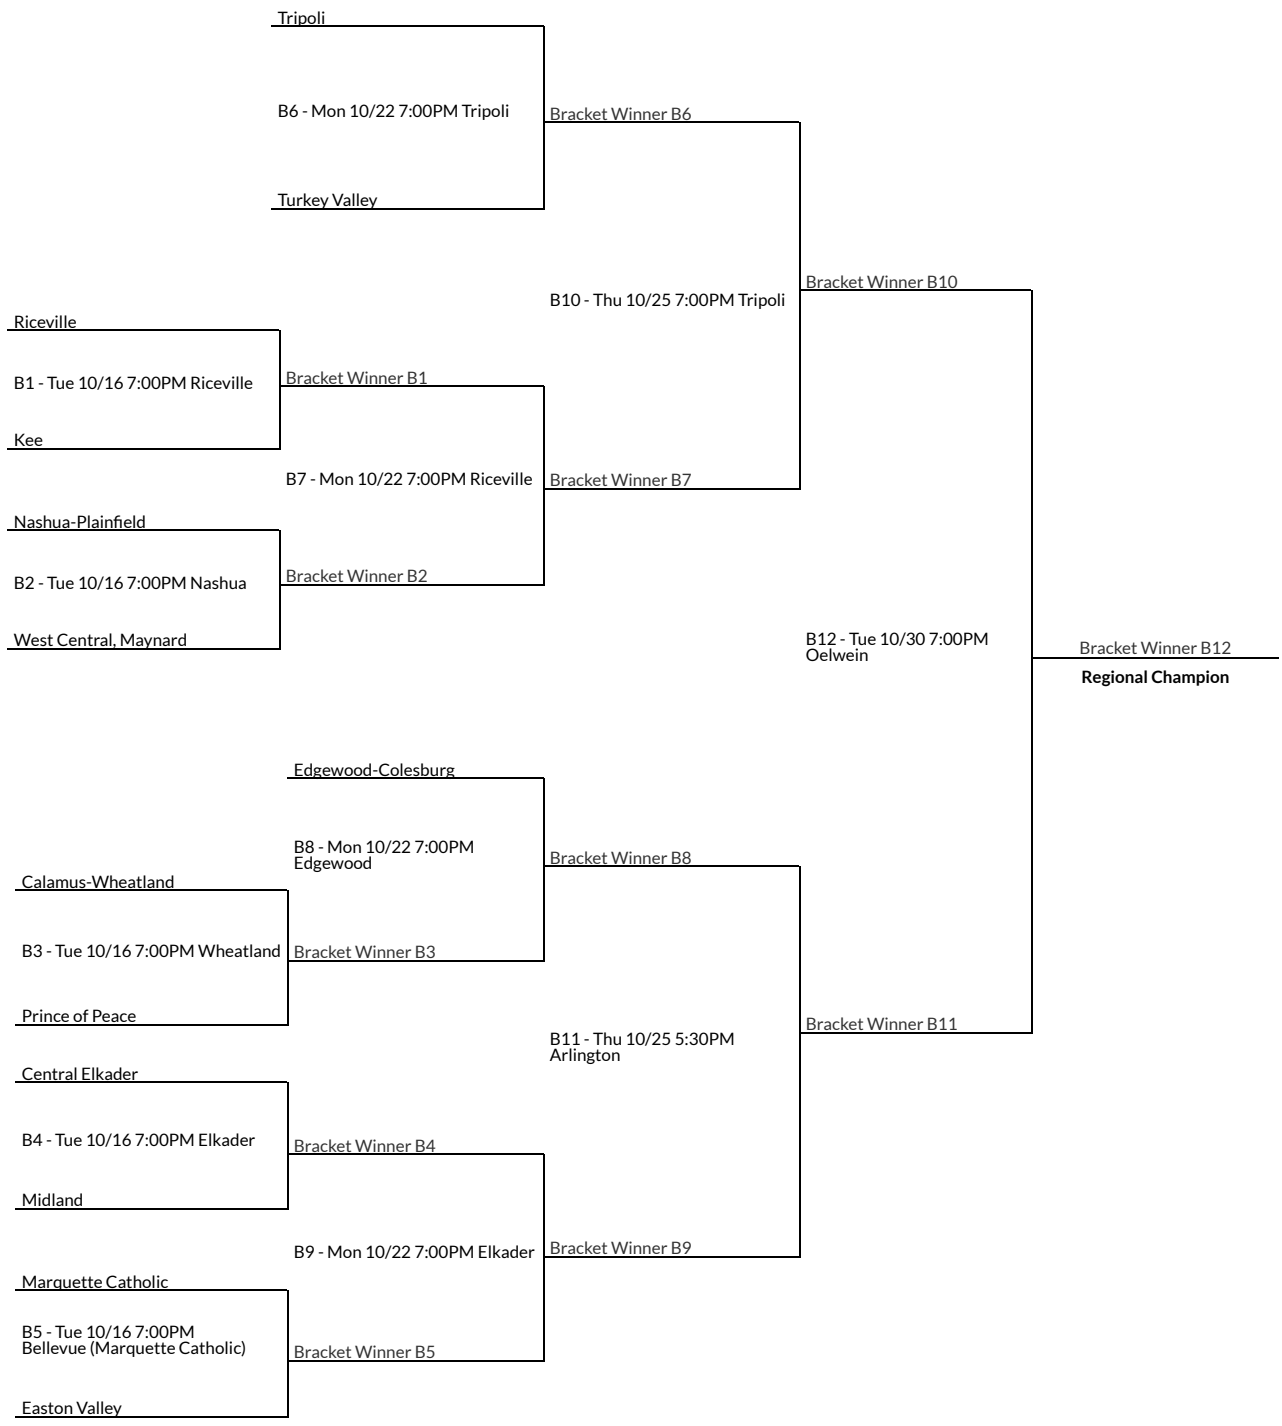 Tripoli
B6 - Mon 10/22 7:00PM Tripoli
Bracket Winner B6
Turkey Valley
B10 - Thu 10/25 7:00PM Tripoli
Bracket Winner B10
Riceville
B1 - Tue 10/16 7:00PM Riceville
Bracket Winner B1
Kee
B7 - Mon 10/22 7:00PM Riceville
Bracket Winner B7
Nashua-Plainfield
B2 - Tue 10/16 7:00PM Nashua
Bracket Winner B2
West Central, Maynard
B12 - Tue 10/30 7:00PM
Oelwein
Bracket Winner B12
Regional Champion
Edgewood-Colesburg
B8 - Mon 10/22 7:00PM
Edgewood
Bracket Winner B8
Calamus-Wheatland
B3 - Tue 10/16 7:00PM Wheatland
Bracket Winner B3
Prince of Peace
B11 - Thu 10/25 5:30PM
Arlington
Bracket Winner B11
Central Elkader
B4 - Tue 10/16 7:00PM Elkader
Bracket Winner B4
Midland
B9 - Mon 10/22 7:00PM Elkader
Bracket Winner B9
Marquette Catholic
B5 - Tue 10/16 7:00PM
Bellevue (Marquette Catholic)
Bracket Winner B5
Easton Valley